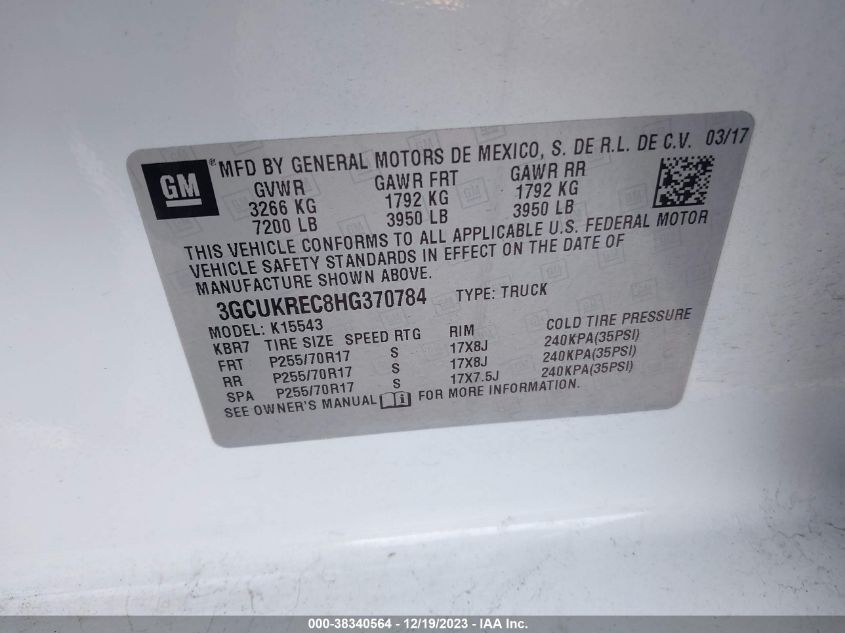 GM
® MFD BY GENERAL MOTORS DE MEXICO, S. DE R.L. DE C.V. 03/17
GVWR GAWR FRT GAWR RR
3266 KG 1792 KG 1792 KG
7200 LB 3950 LB 3950 LB
THIS VEHICLE CONFORMS TO ALL APPLICABLE U.S. FEDERAL MOTOR
VEHICLE SAFETY STANDARDS IN EFFECT ON THE DATE OF
MANUFACTURE SHOWN ABOVE.
3GCUKREC8HG370784 TYPE: TRUCK
MODEL: K15543
KBR7 TIRE SIZE SPEED RTG RIM COLD TIRE PRESSURE
FRT P255/70R17 S 17X8J 240KPA(35PSI)
RR P255/70R17 S 17X8J 240KPA(35PSI)
SPA P255/70R17 S 17X7.5J 240KPA(35PSI)
SEE OWNER'S MANUAL FOR MORE INFORMATION.
000-38340564 - 12/19/2023 - IAA Inc.